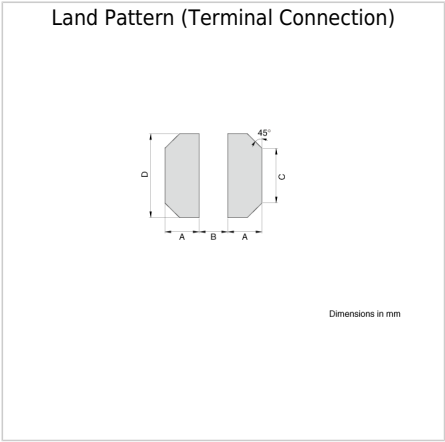 Land Pattern (Terminal Connection)
45°
D
C
A B A
Dimensions in mm